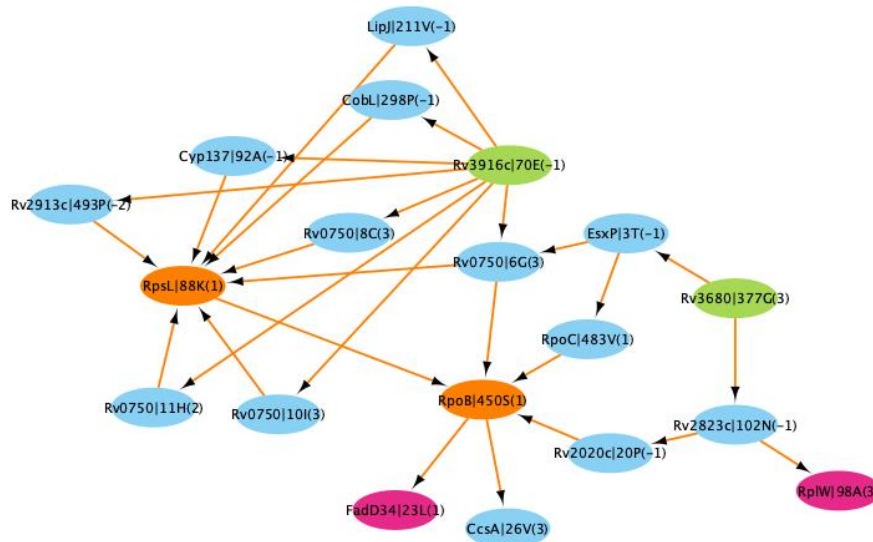 LipJ|211V(-1)
CobL|298P(-1)
Cyp137|92A(-1)
Rv3916c|70E(-1)
Rv2913c|493P(-2)
Rv0750|8C(3)
EsxP|3T(-1)
Rv0750|6G(3)
RpsL|88K(1)
Rv3680|377G(3)
RpoC|483V(1)
Rv0750|11H(2)
Rv0750|10I(3)
RpoB|450S(1)
Rv2823c|102N(-1)
Rv2020c|20P(-1)
RplW|98A(3
FadD34|23L(1)
CcsA|26V(3)